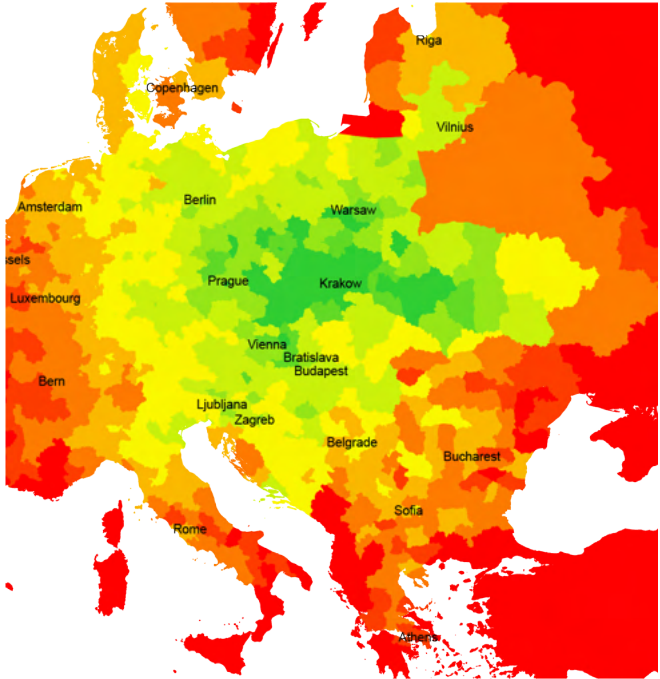 Riga
Copenhagen
Vilnius
Berlin
Amsterdam
Warsaw
ssels
Prague
Krakow
Luxembourg
Vienna
Bratislava
Budapest
Bern
Ljubljana
Zagreb
Belgrade
Bucharest
Sofia
Rome
Athens